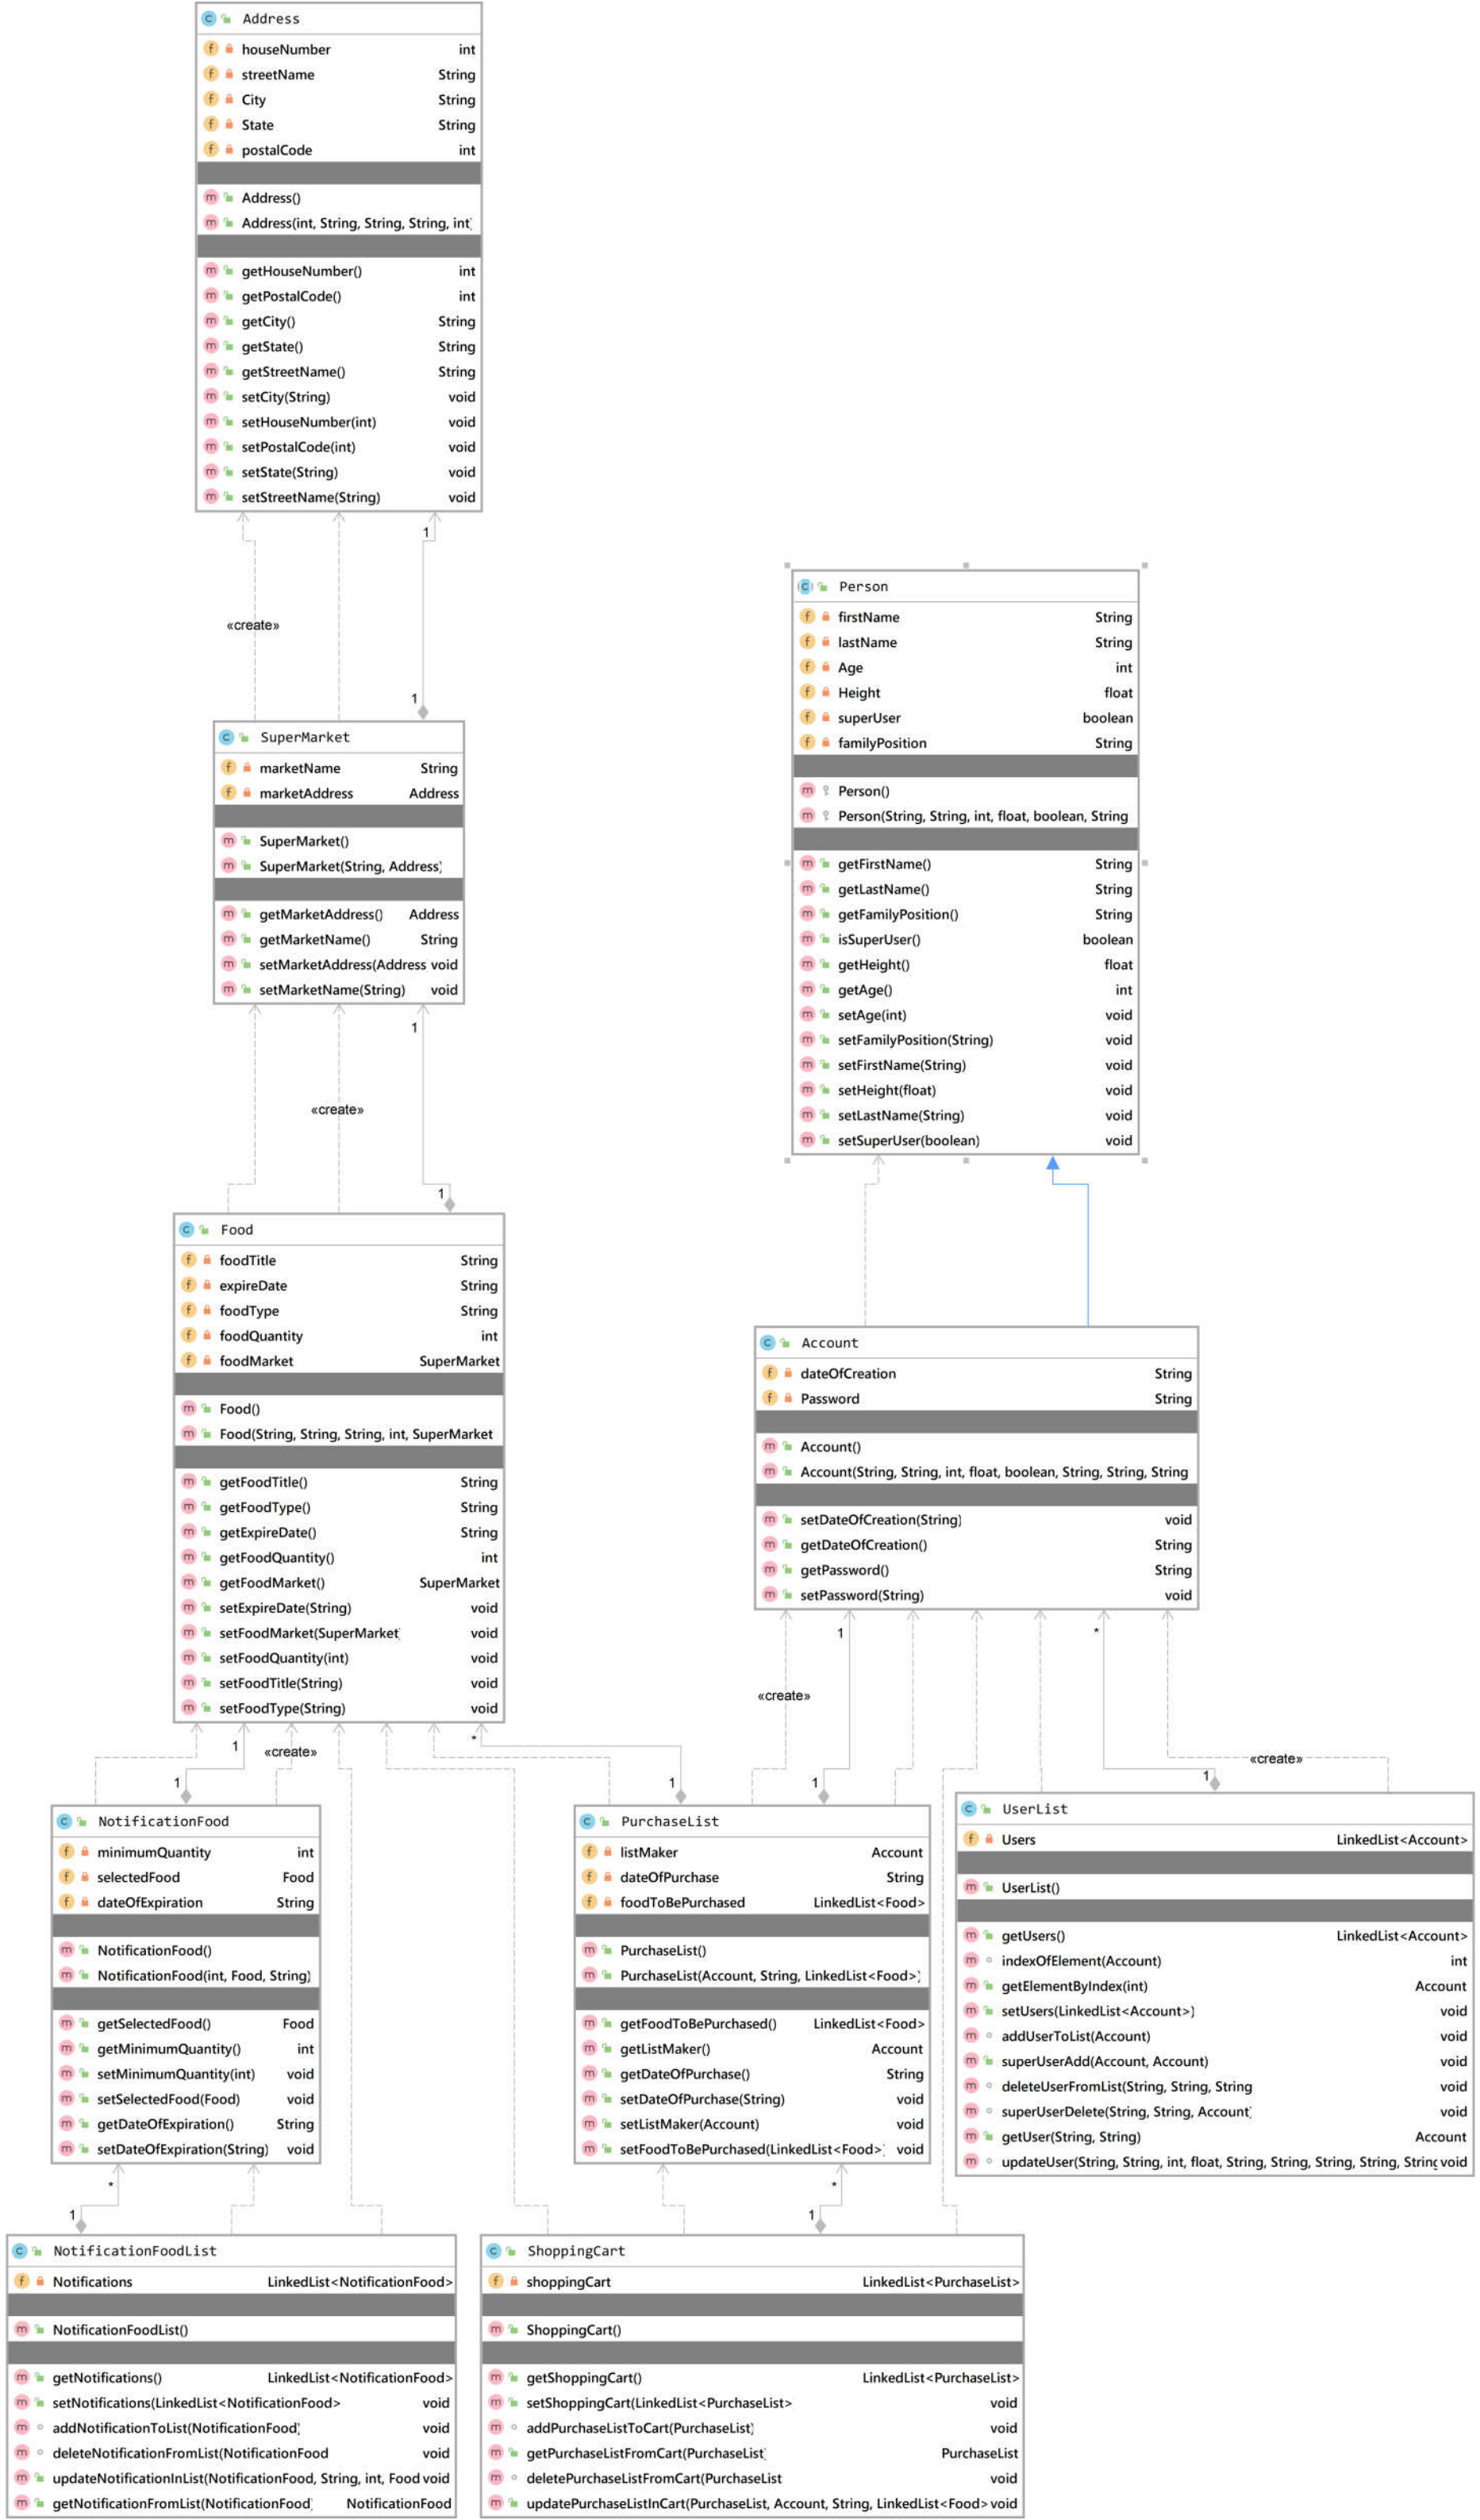 Address
houseNumber int
streetName String
City String
State String
postalCode int
Address()
Address(int, String, String, String, int)
getHouseNumber() int
getPostalCode() int
getCity() String
getState() String
getStreetName() String
setCity(String) void
setHouseNumber(int) void
setPostalCode(int) void
setState(String) void
setStreetName(String) void
1
«create»
1
Person
firstName String
lastName String
Age int
Height float
superUser boolean
familyPosition String
Person()
Person(String, String, int, float, boolean, String
getFirstName() String
getLastName() String
getFamilyPosition() String
isSuperUser() boolean
getHeight() float
getAge() int
setAge(int) void
setFamilyPosition(String) void
setFirstName(String) void
setHeight(float) void
setLastName(String) void
setSuperUser(boolean) void
SuperMarket
marketName String
marketAddress Address
SuperMarket()
SuperMarket(String, Address)
getMarketAddress() Address
getMarketName() String
setMarketAddress(Address void
setMarketName(String) void
1
«create»
1
Food
foodTitle String
expireDate String
foodType String
foodQuantity int
foodMarket SuperMarket
Food()
Food(String, String, String, int, SuperMarket
getFoodTitle() String
getFoodType() String
getExpireDate() String
getFoodQuantity() int
getFoodMarket() SuperMarket
setExpireDate(String) void
setFoodMarket(SuperMarket) void
setFoodQuantity(int) void
setFoodTitle(String) void
setFoodType(String) void
Account
dateOfCreation String
Password String
Account()
Account(String, String, int, float, boolean, String, String, String
setDateOfCreation(String) void
getDateOfCreation() String
getPassword() String
setPassword(String) void
1 *
«create»
1 «create» * «create»
1 1 1 1
NotificationFood
minimumQuantity int
selectedFood Food
dateOfExpiration String
NotificationFood()
NotificationFood(int, Food, String)
getSelectedFood() Food
getMinimumQuantity() int
setMinimumQuantity(int) void
setSelectedFood(Food) void
getDateOfExpiration() String
setDateOfExpiration(String) void
PurchaseList
listMaker Account
dateOfPurchase String
foodToBePurchased LinkedList<Food>
PurchaseList()
PurchaseList(Account, String, LinkedList<Food>)
getFoodToBePurchased() LinkedList<Food>
getListMaker() Account
getDateOfPurchase() String
setDateOfPurchase(String) void
setListMaker(Account) void
setFoodToBePurchased(LinkedList<Food>) void
UserList
Users LinkedList<Account>
UserList()
getUsers() LinkedList<Account>
indexOfElement(Account) int
getElementByIndex(int) Account
setUsers(LinkedList<Account>) void
addUserToList(Account) void
superUserAdd(Account, Account) void
deleteUserFromList(String, String, String void
superUserDelete(String, String, Account) void
getUser(String, String) Account
updateUser(String, String, int, float, String, String, String, String, String void
* *
1 1
NotificationFoodList
Notifications LinkedList<NotificationFood>
NotificationFoodList()
getNotifications() LinkedList<NotificationFood>
setNotifications(LinkedList<NotificationFood> void
addNotificationToList(NotificationFood) void
deleteNotificationFromList(NotificationFood void
updateNotificationInList(NotificationFood, String, int, Food void
getNotificationFromList(NotificationFood) NotificationFood
ShoppingCart
shoppingCart LinkedList<PurchaseList>
ShoppingCart()
getShoppingCart() LinkedList<PurchaseList>
setShoppingCart(LinkedList<PurchaseList> void
addPurchaseListToCart(PurchaseList) void
getPurchaseListFromCart(PurchaseList) PurchaseList
deletePurchaseListFromCart(PurchaseList void
updatePurchaseListInCart(PurchaseList, Account, String, LinkedList<Food> void